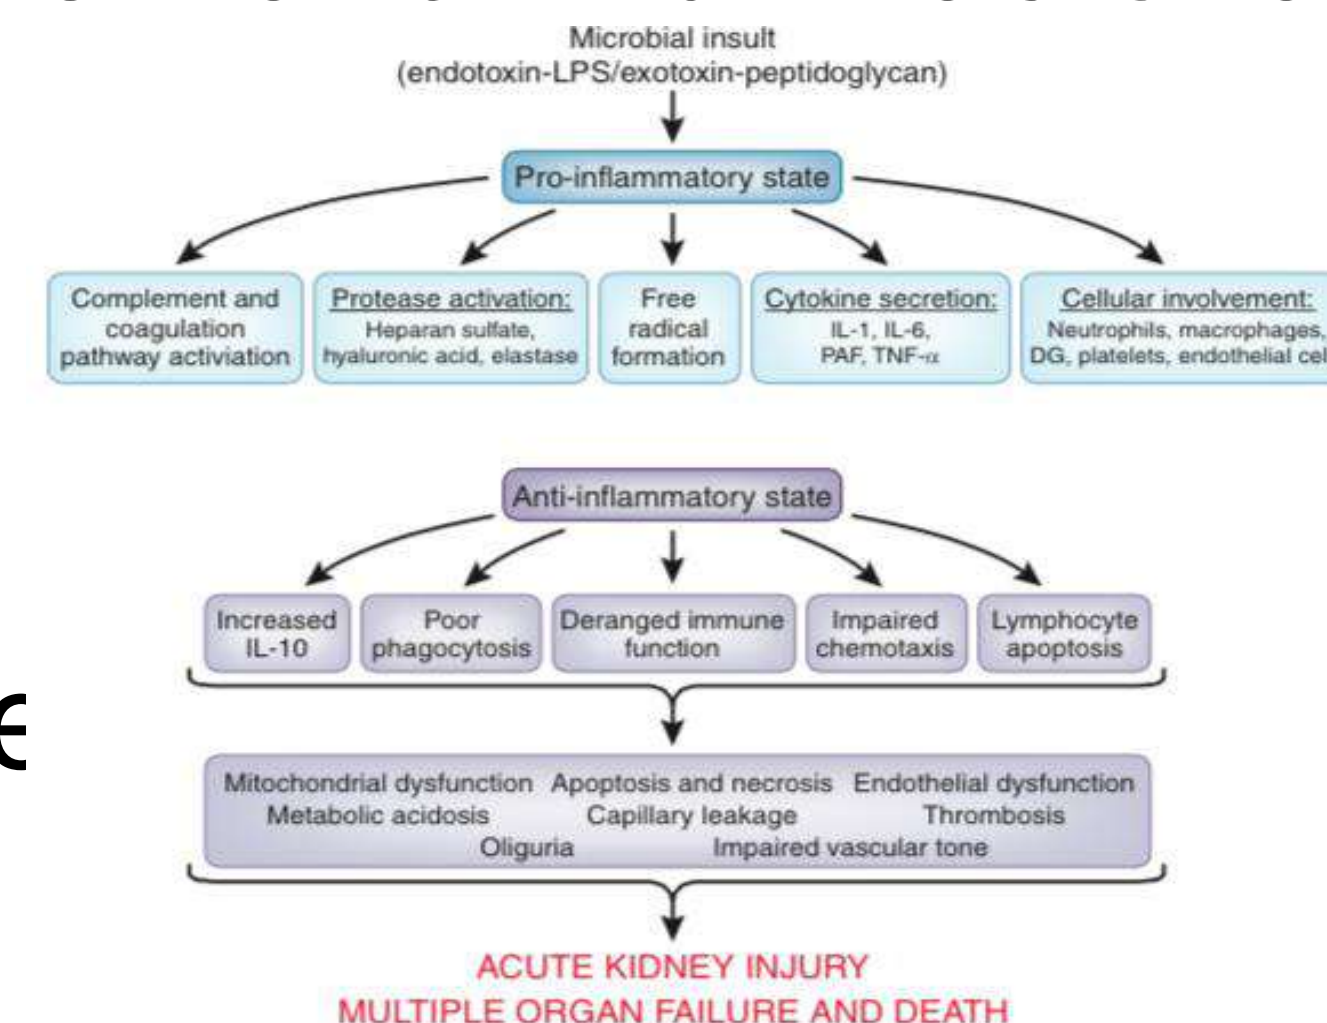 Microbial insult
(endotoxin-LPS/exotoxin-peptidoglycan)
Pro-inflammatory state
Complement and
coagulation
pathway activiation
Protease activation:
Heparan sulfate,
hyaluronic acid, elastase
Free
radical
formation
Cytokine secretion:
IL-1, IL-6,
PAF, TNF-α
Cellular involvement:
Neutrophils, macrophages,
DG, platelets, endothelial
Anti-inflammatory state
Increased
IL-10
Poor
phagocytosis
Deranged immune
function
Impaired
chemotaxis
Lymphocyte
apoptosis
Mitochondrial dysfunction Apoptosis and necrosis Endothelial dysfunction
Metabolic acidosis Capillary leakage Thrombosis
Oliguria Impaired vascular tone
ACUTE KIDNEY INJURY
MULTIPLE ORGAN FAILURE AND DEATH